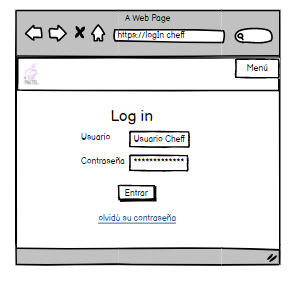 A Web Page
https://login cheff
Menú
Log in
Usuario
Usuario Cheff
Contraseña
*************
Entrar
olvidó su contraseña